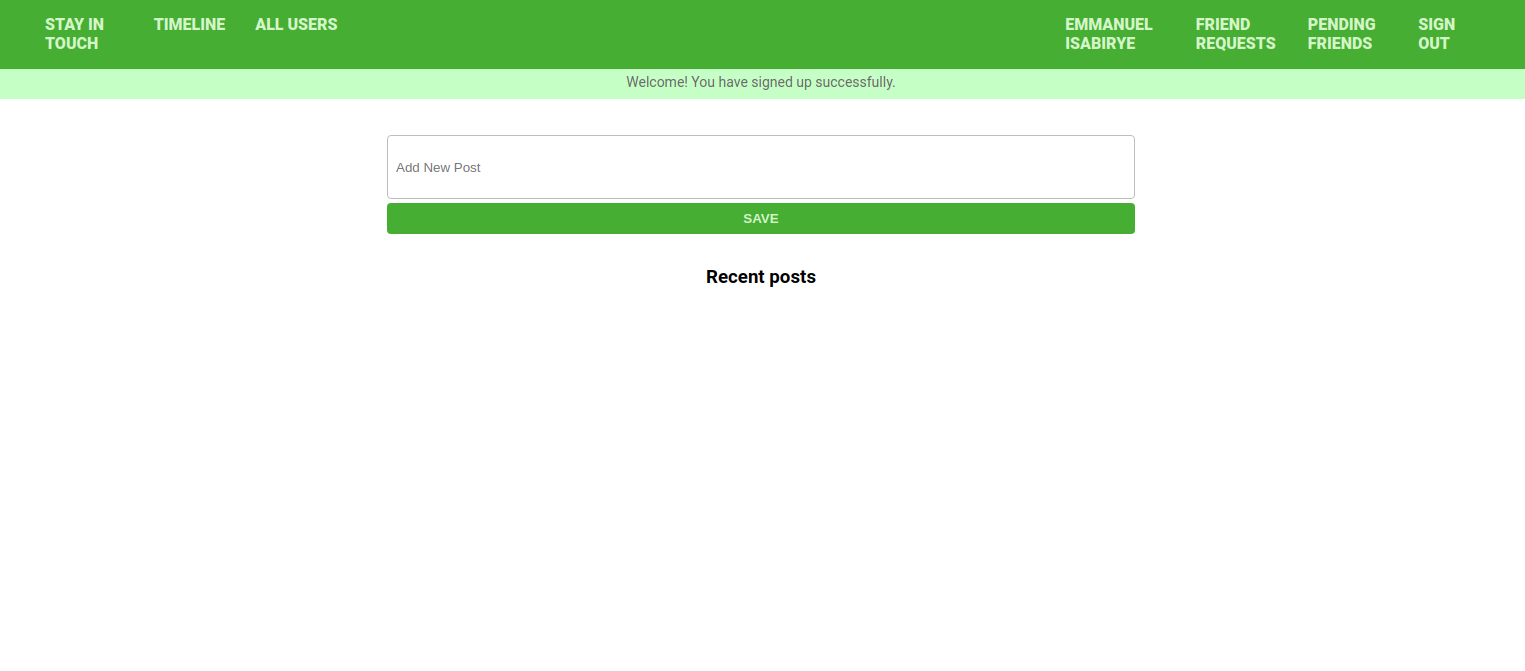 STAY IN
TOUCH
TIMELINE
ALL USERS
EMMANUEL
ISABIRYE
FRIEND
REQUESTS
PENDING
FRIENDS
SIGN
OUT
Welcome! You have signed up successfully.
Add New Post
SAVE
Recent posts